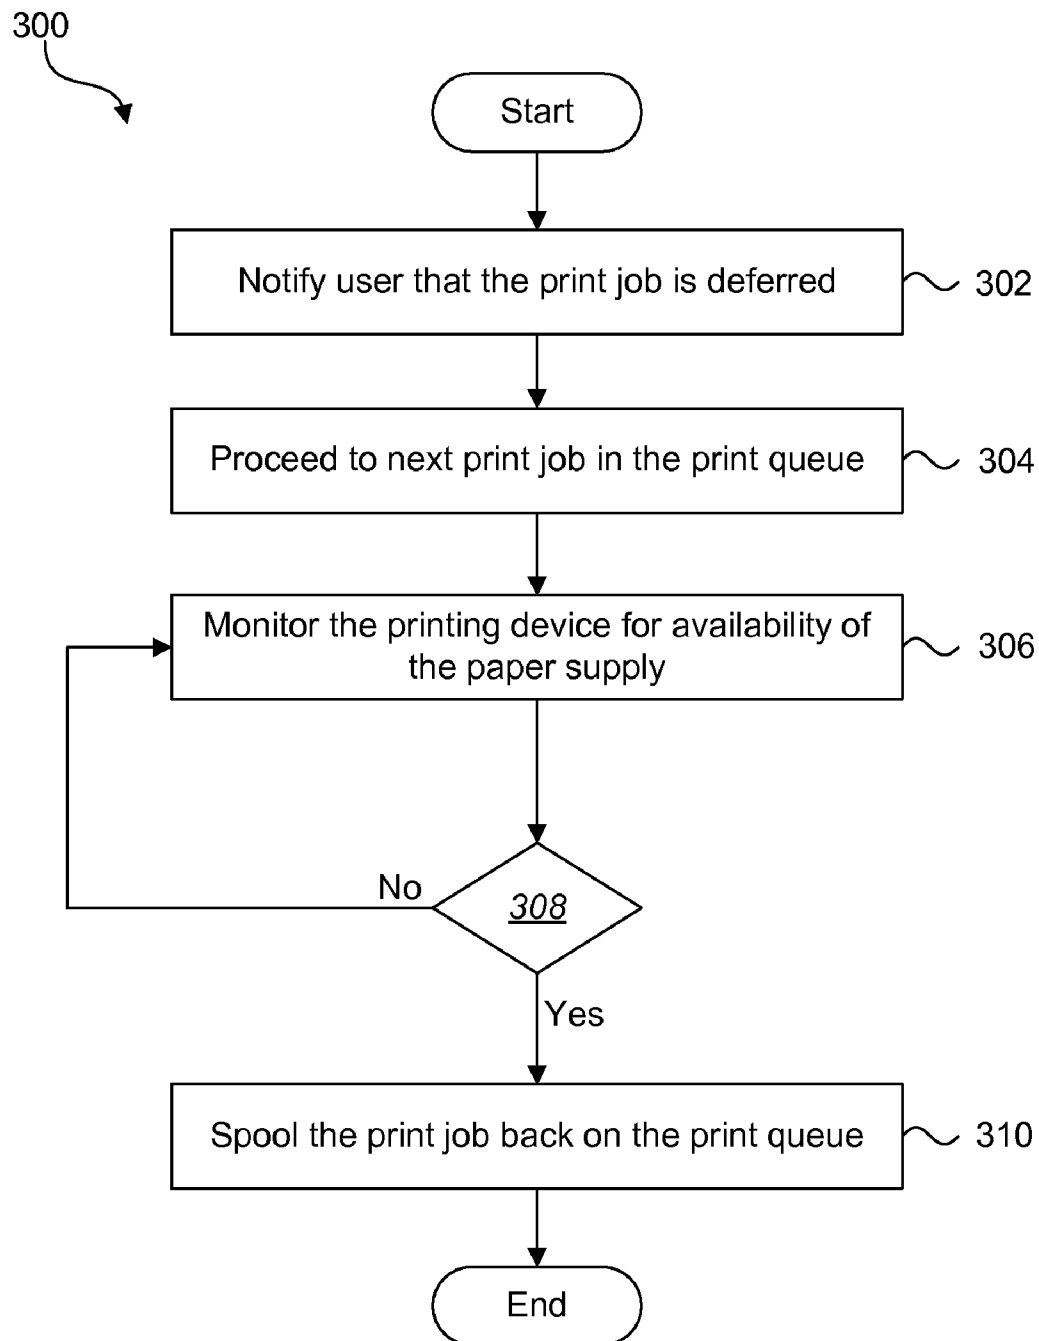 300
Start
Notify user that the print job is deferred
302
Proceed to next print job in the print queue
304
Monitor the printing device for availability of
the paper supply
306
No
308
Yes
Spool the print job back on the print queue
310
End